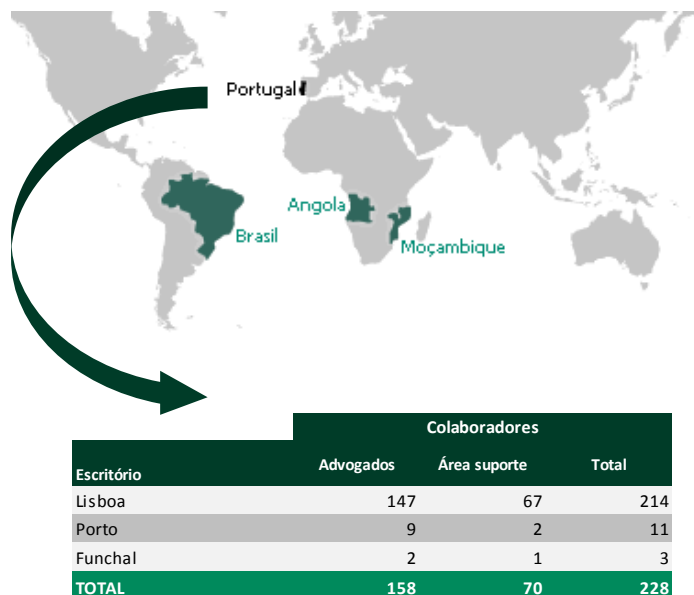 Portugal
Angola
Brasil
Moçambique
Colaboradores
Escritório Advogados Área suporte Total
Lisboa 147 67 214
Porto 9 2 11
Funchal 2 1 3
TOTAL 158 70 228